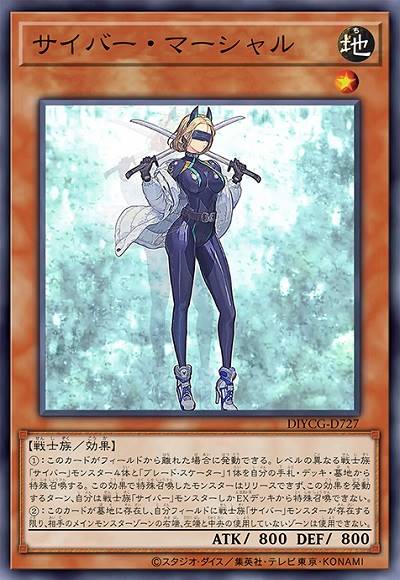 サイバー・マーシャル
地
ち
DIYCG-D727
【戦士族／効果】
①：このカードがフィールドから離れた場合に発動できる。レベルの異なる戦士族
「サイバー」モンスター４体と「ブレード・スケーター」１体を自分の手札・デッキ・墓地から
特殊召喚する。この効果で特殊召喚したモンスターはリリースできず、この効果を発動
するターン、自分は戦士族「サイバー」モンスターしかEXデッキから特殊召喚できない。
②：このカードが墓地に存在し、自分フィールドに戦士族「サイバー」モンスターが存在する
限り、相手のメインモンスターゾーンの右端、左端と中央の使用していないゾーンは使用できない。
ATK/ 800 DEF/ 800
©スタジオ・ダイス／集英社・テレビ東京・KONAMI